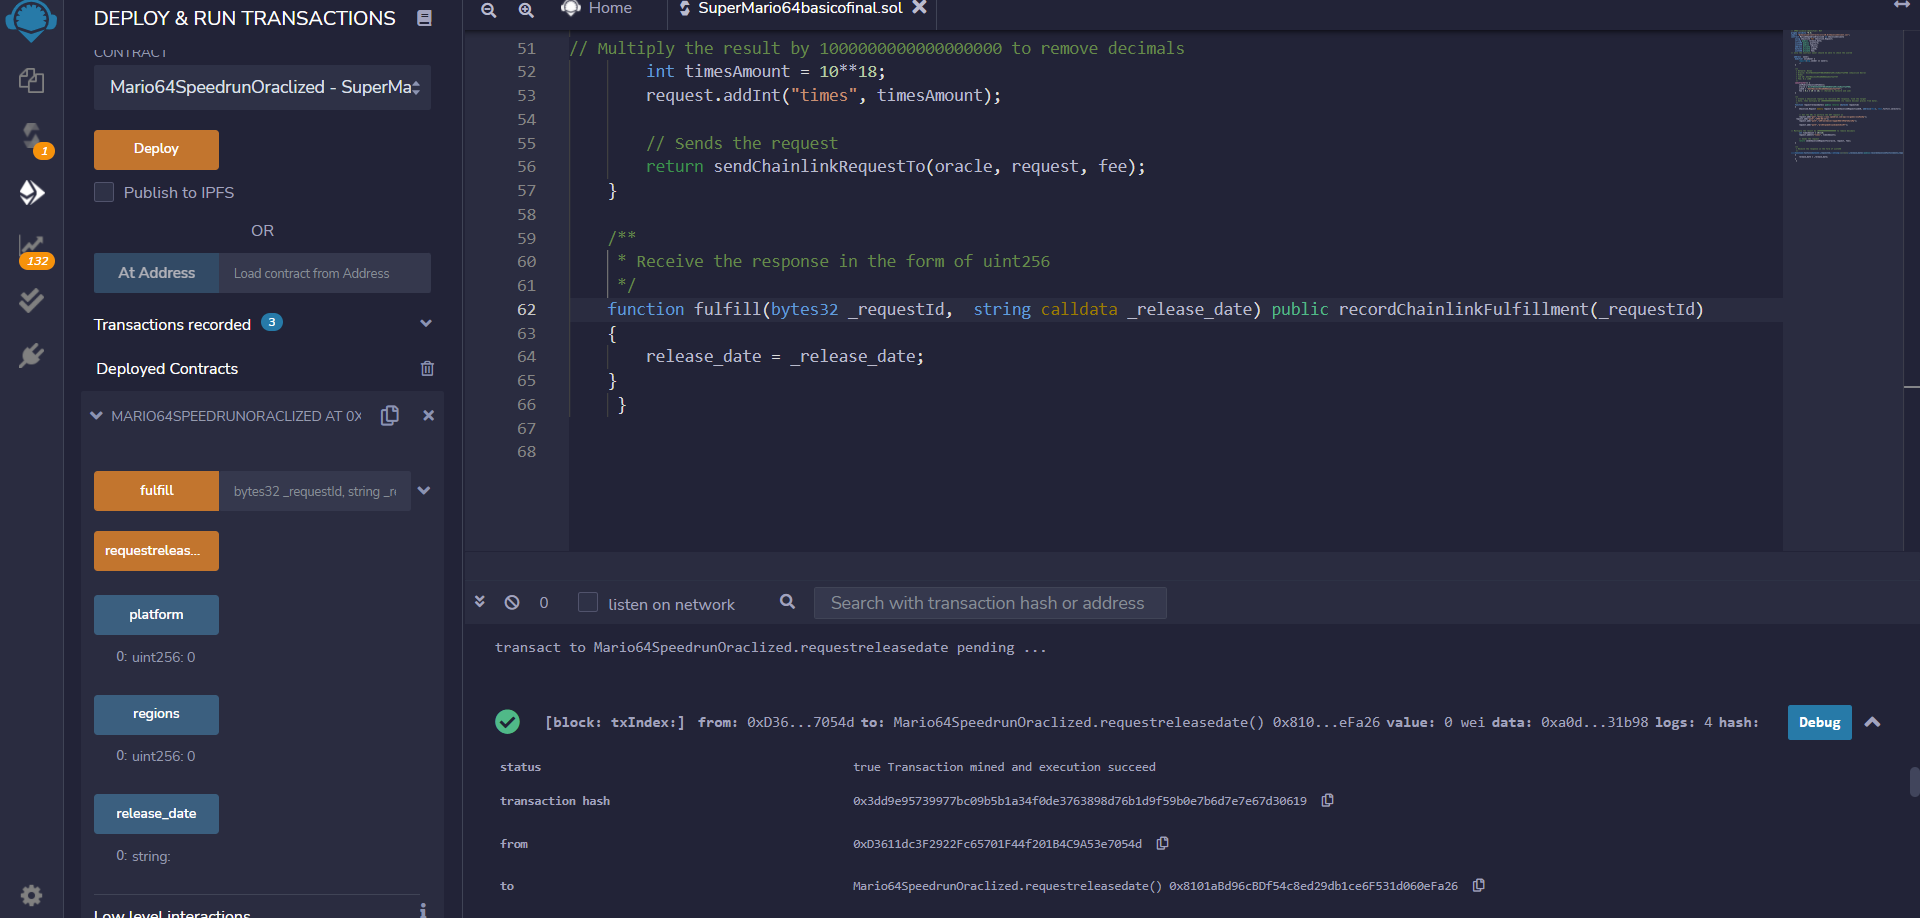 DEPLOY & RUN TRANSACTIONS
CONTRACT
Mario64SpeedrunOraclized - SuperMa
Deploy
Publish to IPFS
OR
At Address
Load contract from Address
Transactions recorded 3
Deployed Contracts
MARIO64SPEEDRUNORACLIZED AT 0X
fulfill
bytes32 _requestId, string _r
requestreleas...
platform
0: uint256: 0
regions
0: uint256: 0
release_date
0: string:
Low level interactions
1
132
Home
SuperMario64basicofinal.sol
51 // Multiply the result by 1000000000000000000 to remove decimals
52 int timesAmount = 10**18;
53 request.addInt("times", timesAmount);
54
55 // Sends the request
56 return sendChainlinkRequestTo(oracle, request, fee);
57 }
58
59 /**
60 * Receive the response in the form of uint256
61 */
62 function fulfill(bytes32 _requestId,  string calldata _release_date) public recordChainlinkFulfillment(_requestId)
63 {
64 release_date = _release_date;
65 }
66 }
67
68
0
listen on network
Search with transaction hash or address
transact to Mario64SpeedrunOraclized.requestreleasedate pending ...
[block: txIndex:] from: 0xD36...7054d to: Mario64SpeedrunOraclized.requestreleasedate() 0x810...eFa26 value: 0 wei data: 0xa0d...31b98 logs: 4 hash:
Debug
status true Transaction mined and execution succeed
transaction hash 0x3dd9e95739977bc09b5b1a34f0de3763898d76b1d9f59b0e7b6d7e7e67d30619
from 0xD3611dc3F2922Fc65701F44f201B4C9A53e7054d
to Mario64SpeedrunOraclized.requestreleasedate() 0x8101aBd96cBDf54c8ed29db1ce6F531d060eFa26